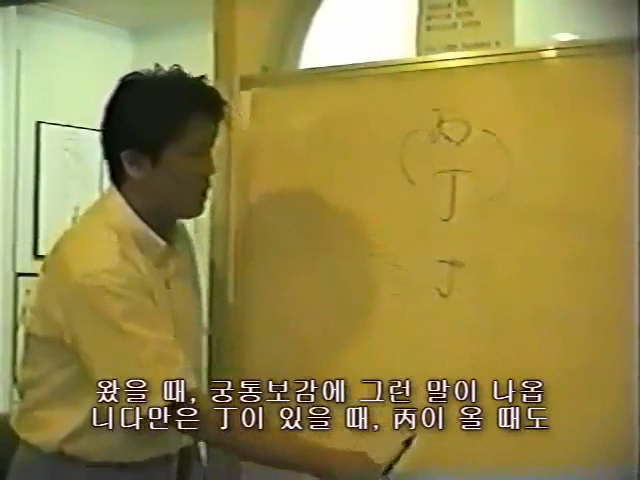 丙
丁
丁
왔을 때, 궁통보감에 그런 말이 나옵
니다만은 丁이 있을 때, 丙이 올 때도